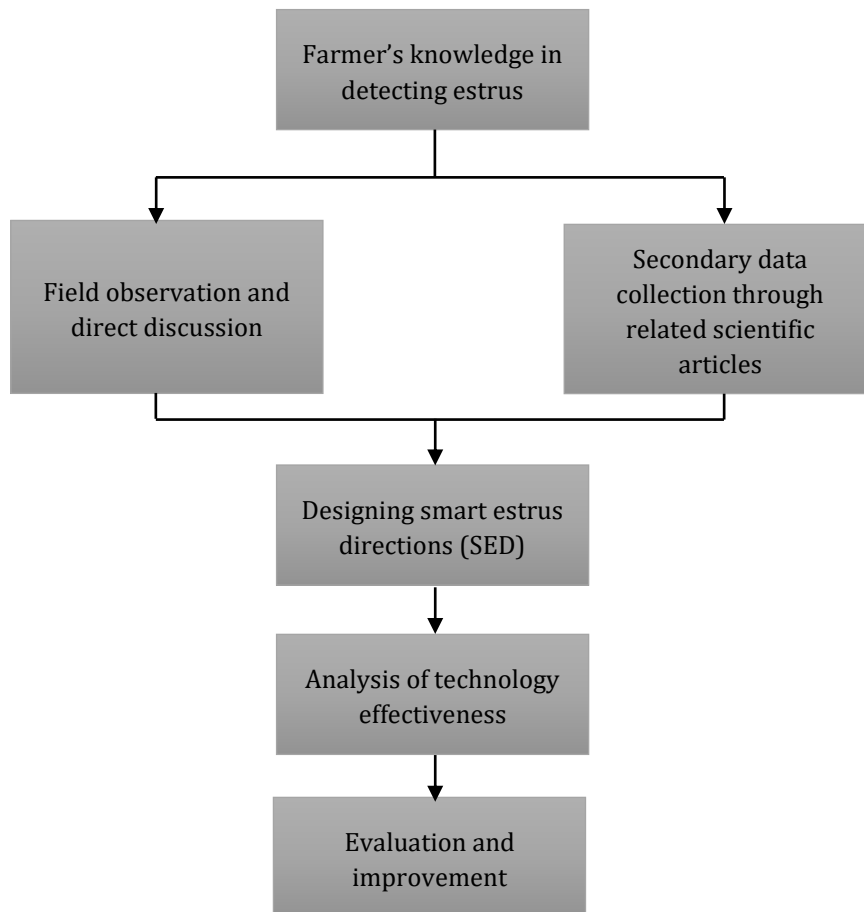 Farmer’s knowledge in
detecting estrus
Field observation and
direct discussion
Secondary data
collection through
related scientific
articles
Designing smart estrus
directions (SED)
Analysis of technology
effectiveness
Evaluation and
improvement